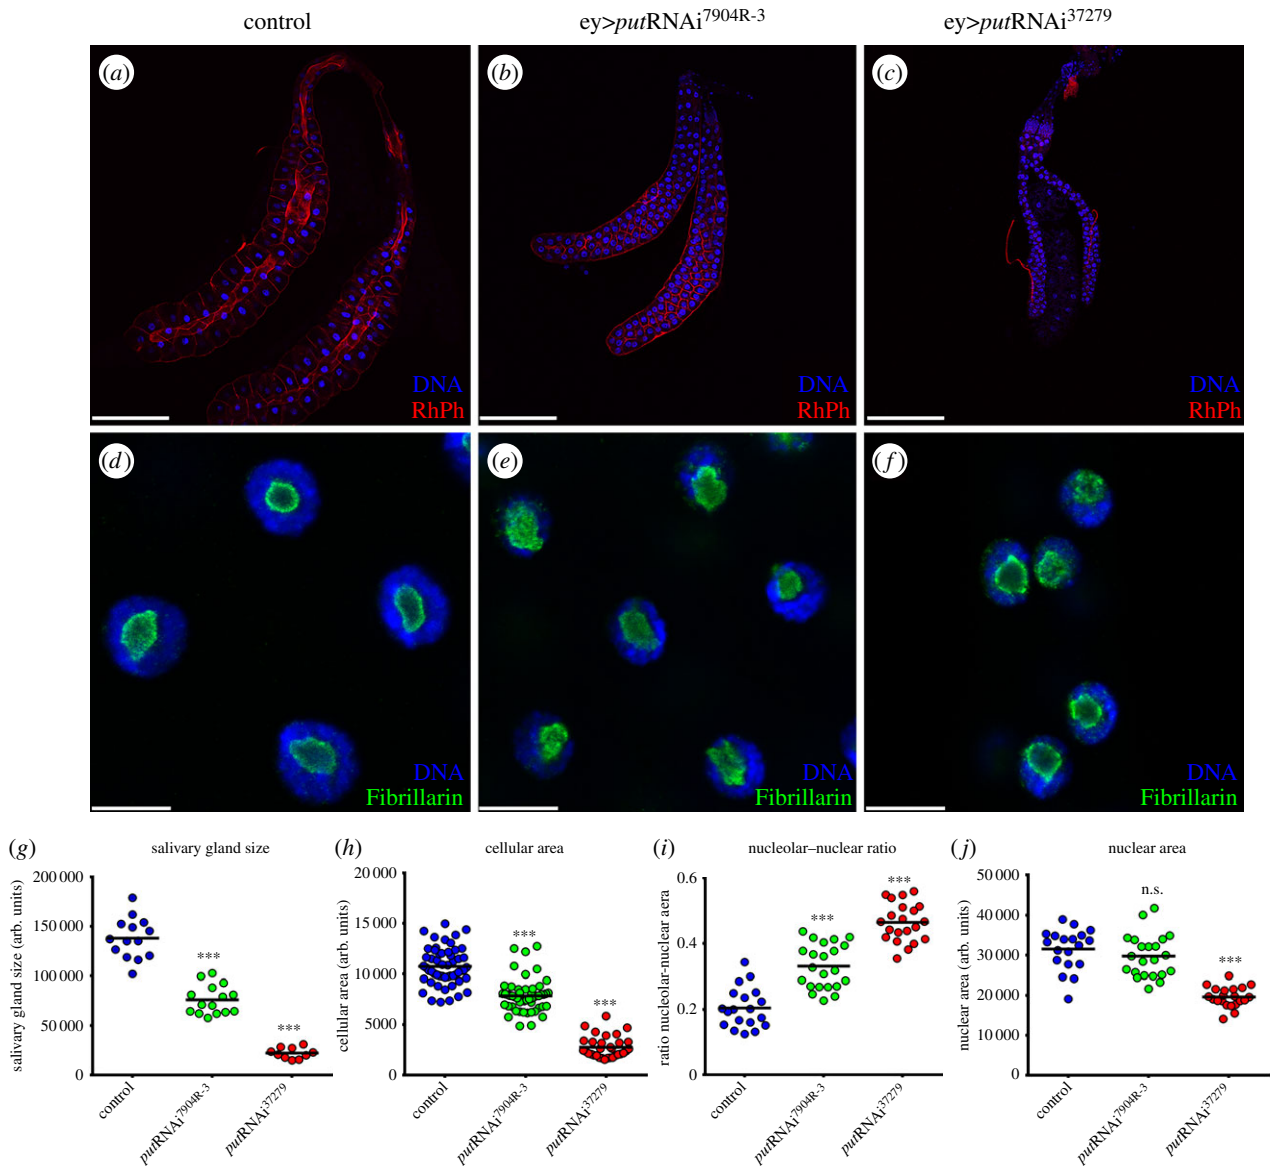 control
ey>putRNAi7904R-3
ey>putRNAi37279
(a)
DNA
RhPh
(b)
DNA
RhPh
(c)
DNA
RhPh
(d)
DNA
Fibrillarin
(e)
DNA
Fibrillarin
(f)
DNA
Fibrillarin
(g)
salivary gland size
salivary gland size (arb. units)
200 000
150 000
100 000
50 000
0
***
***
control
putRNAi7904R-3
putRNAi37279
(h)
cellular area
cellular area (arb. units)
20 000
15 000
10 000
5000
0
***
***
control
putRNAi7904R-3
putRNAi37279
(i)
nucleolar–nuclear ratio
ratio nucleolar-nuclear aera
0.6
0.4
0.2
0
***
***
control
putRNAi7904R-3
putRNAi37279
(j)
nuclear area
nuclear area (arb. units)
50 000
40 000
30 000
20 000
10 000
0
n.s.
***
control
putRNAi7904R-3
putRNAi37279